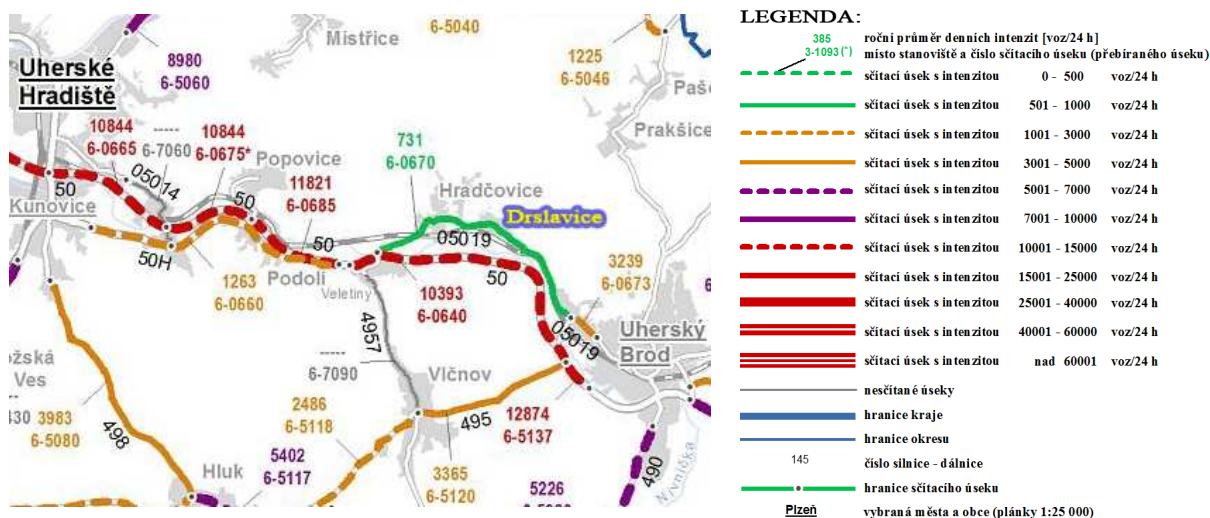 Mistřice
6-5040
1225
6-5046
8980
6-5060
Uherské
Hradiště
Paše
Prakšice
10844
6-0665
-----
6-7060
10844
6-0675*
Popovice
731
6-0670
11821
6-0685
Hradčovice
Drslavice
05014
50
50
50
05019
50
Kunovice
50H
1263
6-0660
Podolí
Veletiny
10393
6-0640
3239
6-0673
Uherský
Brod
05019
4957
-----
6-7090
ožská
Ves
430
3983
6-5080
498
Vlčnov
2486
6-5118
495
12874
6-5137
Hluk
5402
6-5117
3365
6-5120
5226
490
Nivnička
LEGENDA:
385
3-1093 (*)
roční průměr denních intenzit [voz/24 h]
místo stanoviště a číslo sčítacího úseku (přebíraného úseku)
sčítací úsek s intenzitou 0 - 500 voz/24 h
sčítací úsek s intenzitou 501 - 1000 voz/24 h
sčítací úsek s intenzitou 1001 - 3000 voz/24 h
sčítací úsek s intenzitou 3001 - 5000 voz/24 h
sčítací úsek s intenzitou 5001 - 7000 voz/24 h
sčítací úsek s intenzitou 7001 - 10000 voz/24 h
sčítací úsek s intenzitou 10001 - 15000 voz/24 h
sčítací úsek s intenzitou 15001 - 25000 voz/24 h
sčítací úsek s intenzitou 25001 - 40000 voz/24 h
sčítací úsek s intenzitou 40001 - 60000 voz/24 h
sčítací úsek s intenzitou nad 60001 voz/24 h
nesčítané úseky
hranice kraje
hranice okresu
145 číslo silnice - dálnice
hranice sčítacího úseku
Plzeň vybraná města a obce (plánky 1:25 000)